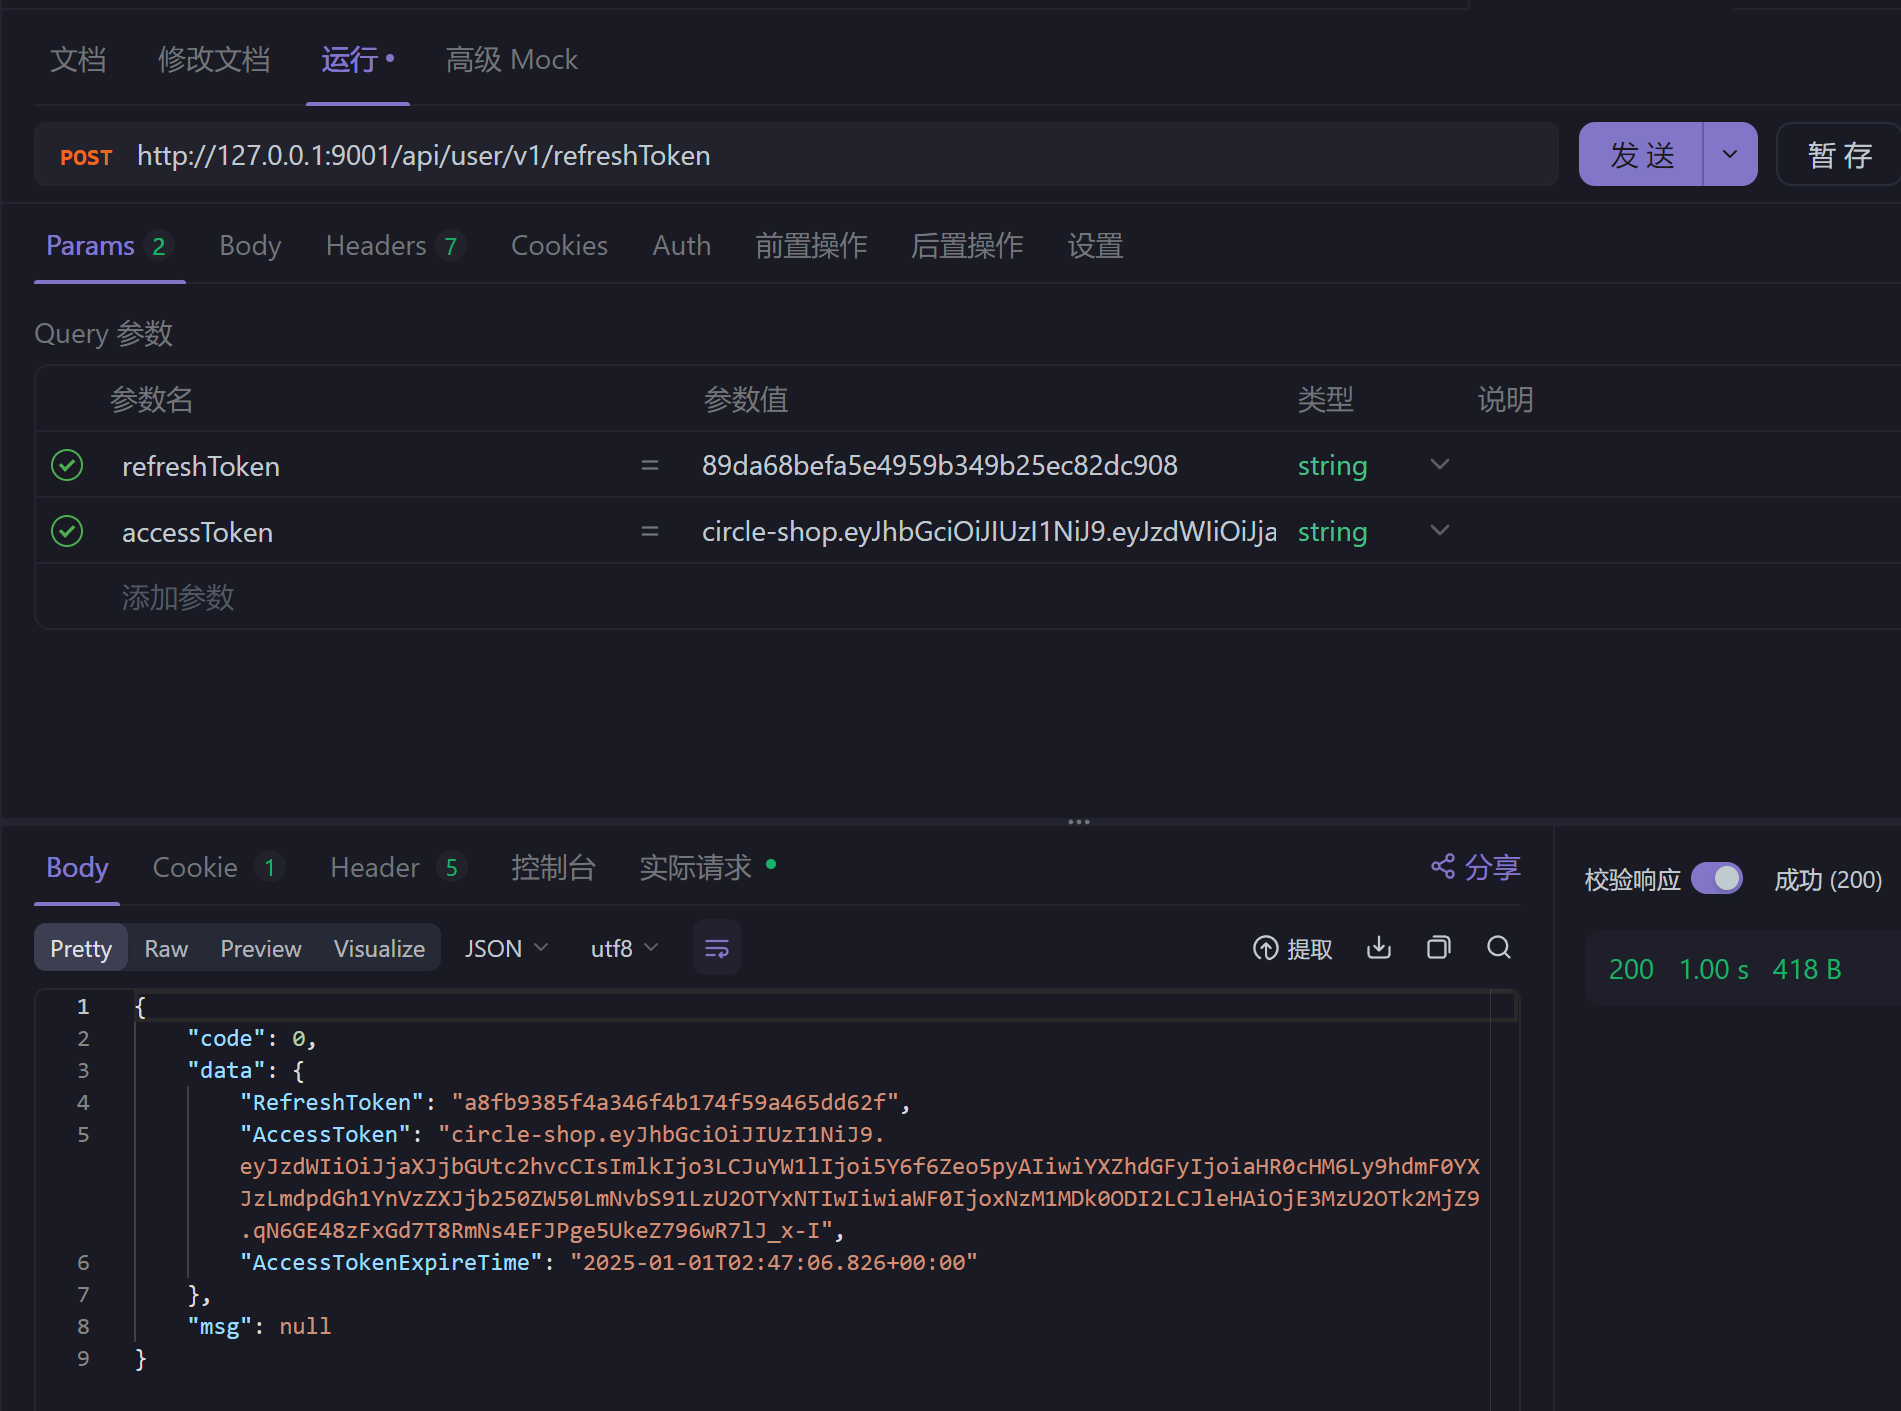 文档 修改文档 运行 高级 Mock
POST http://127.0.0.1:9001/api/user/v1/refreshToken 发送 暂存
Params 2 Body Headers 7 Cookies Auth 前置操作 后置操作 设置
Query 参数
参数名 参数值 类型 说明
refreshToken = 89da68befa5e4959b349b25ec82dc908 string
accessToken = circle-shop.eyJhbGciOiJIUzI1NiJ9.eyJzdWIiOiJja string
添加参数
Body Cookie 1 Header 5 控制台 实际请求 分享 校验响应 成功 (200)
Pretty Raw Preview Visualize JSON utf8 提取
200 1.00 s 418 B
1 {
2 "code": 0,
3 "data": {
4 "RefreshToken": "a8fb9385f4a346f4b174f59a465dd62f",
5 "AccessToken": "circle-shop.eyJhbGciOiJIUzI1NiJ9.
eyJzdWIiOiJjaXJjbGUtc2hvcCIsImlkIjo3LCJuYW1lIjoi5Y6f6Zeo5pyAIiwiYXZhdGFyIjoiaHR0cHM6Ly9hdmF0YX
JzLmdpdGh1YnVzZXJjb250ZW50LmNvbS91LzU2OTYxNTIwIiwiaWF0IjoxNzM1MDk0ODI2LCJleHAiOjE3MzU2OTk2MjZ9
.qN6GE48zFxGd7T8RmNs4EFJPge5UkeZ796wR7lJ_x-I",
6 "AccessTokenExpireTime": "2025-01-01T02:47:06.826+00:00"
7 },
8 "msg": null
9 }